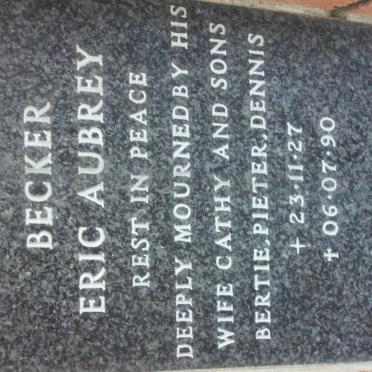 BECKER
ERIC AUBREY
REST IN PEACE
DEEPLY MOURNED BY HIS
WIFE CATHY AND SONS
BERTIE, PIETER, DENNIS
† 23·11·27
† 06·07·90